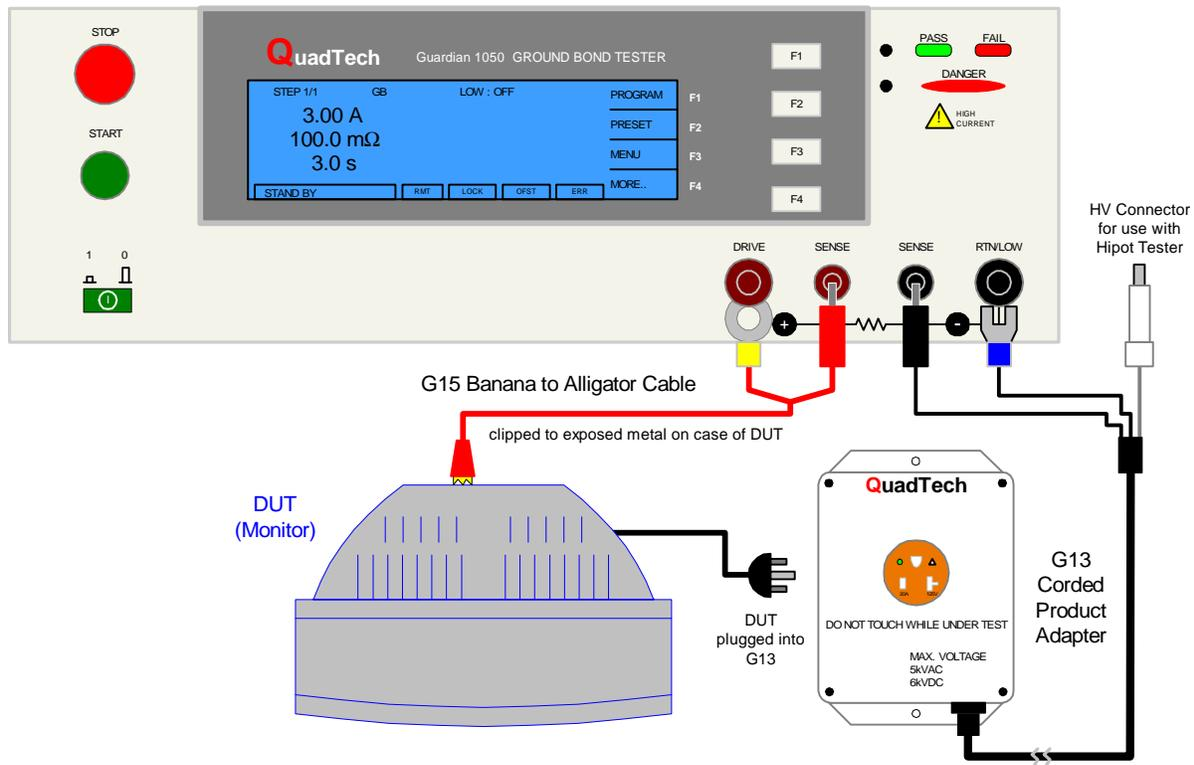 STOP
START
1 0
QuadTech
Guardian 1050 GROUND BOND TESTER
STEP 1/1 GB LOW : OFF
3.00 A
100.0 mΩ
3.0 s
STAND BY RMT LOCK OFST ERR
PROGRAM F1
PRESET F2
MENU F3
MORE.. F4
F1
F2
F3
F4
PASS FAIL
DANGER
!
HIGH
CURRENT
DRIVE SENSE SENSE RTN/LOW
+ -
HV Connector
for use with
Hipot Tester
G15 Banana to Alligator Cable
clipped to exposed metal on case of DUT
DUT
(Monitor)
DUT
plugged into
G13
QuadTech
20A 125V
DO NOT TOUCH WHILE UNDER TEST
MAX. VOLTAGE
5kVAC
6kVDC
G13
Corded
Product
Adapter